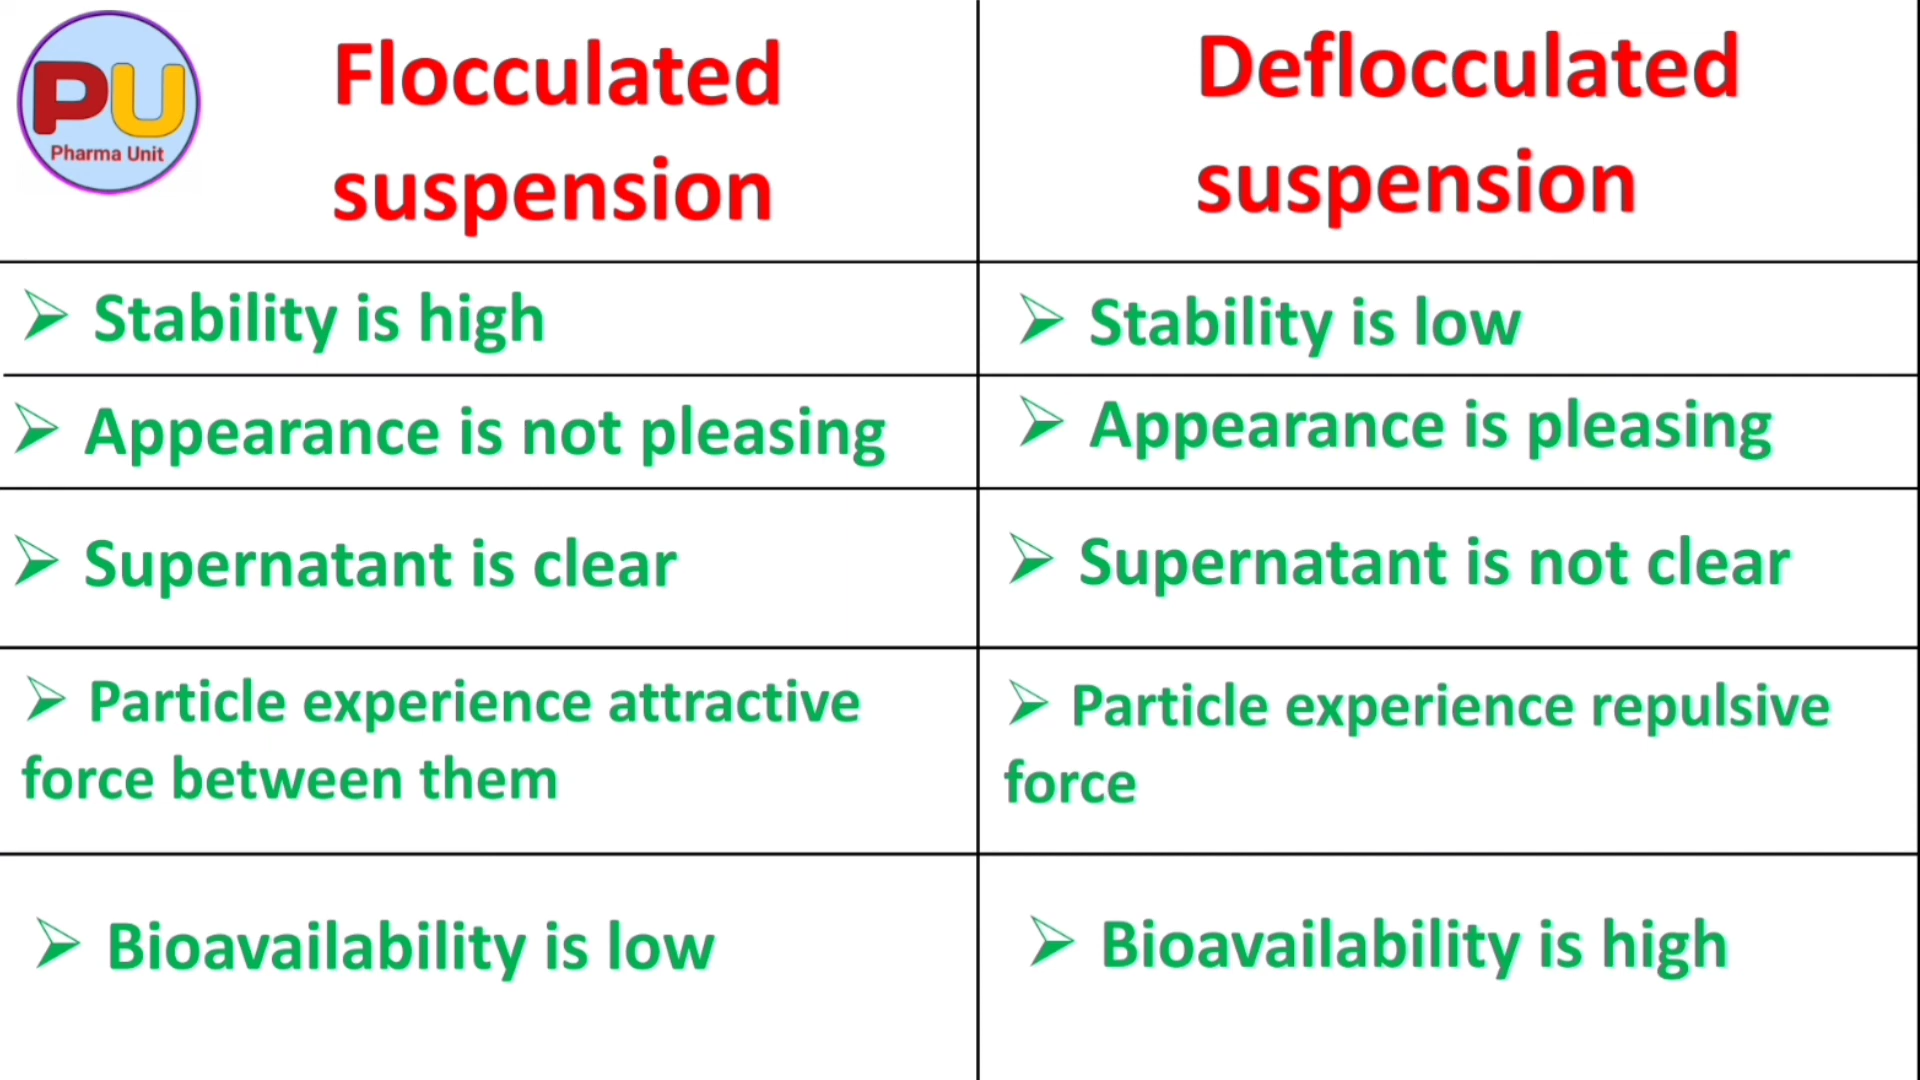 PU
Pharma Unit
Flocculated
suspension
Deflocculated
suspension
➢ Stability is high
➢ Stability is low
➢ Appearance is not pleasing
➢ Appearance is pleasing
➢ Supernatant is clear
➢ Supernatant is not clear
➢ Particle experience attractive
force between them
➢ Particle experience repulsive
force
➢ Bioavailability is low
➢ Bioavailability is high